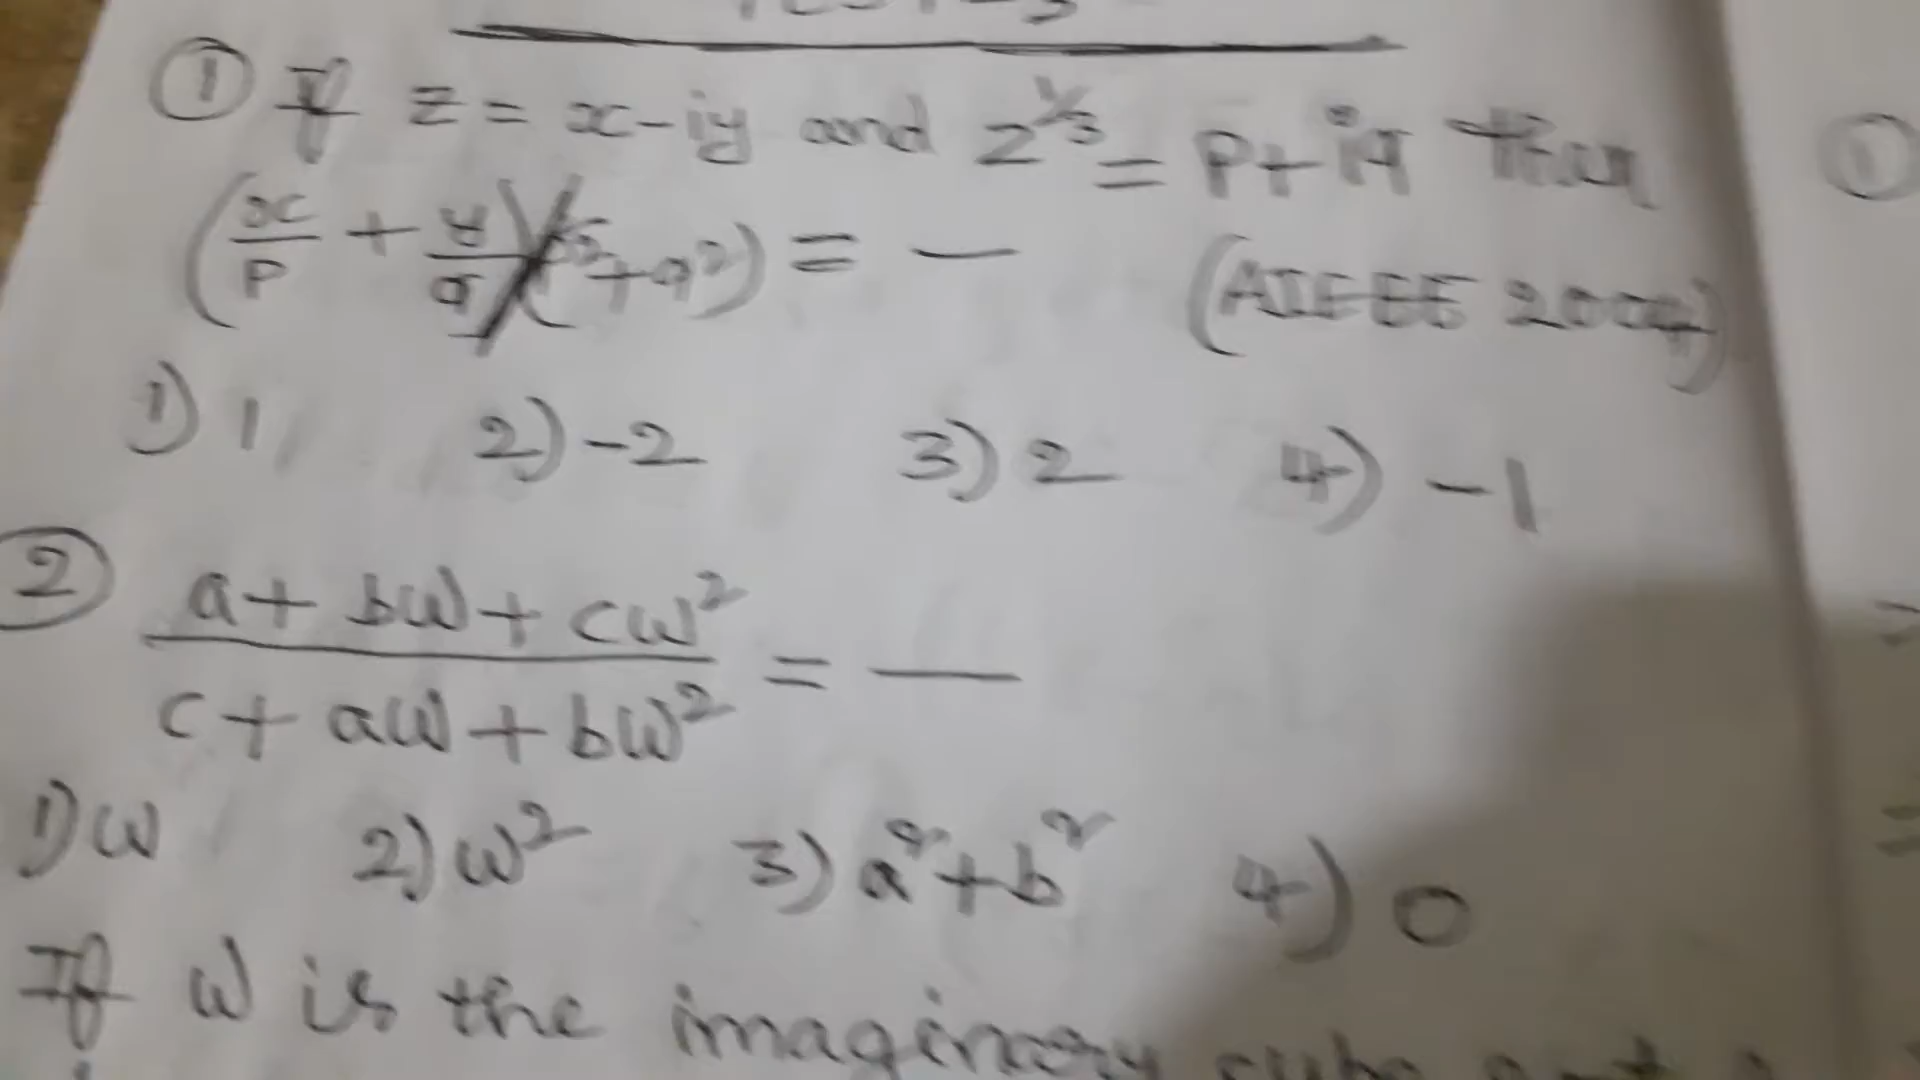 ① If z = x-iy and z^1/3 = P+iq then
(x/P + y/q)/(P²+q²) = —
(AIEEE 2004)
1) 1 2) -2 3) 2 4) -1
② a+bω+cω²
c+aω+bω² = —
1) ω 2) ω² 3) a²+b² 4) 0
If ω is the imaginary cube